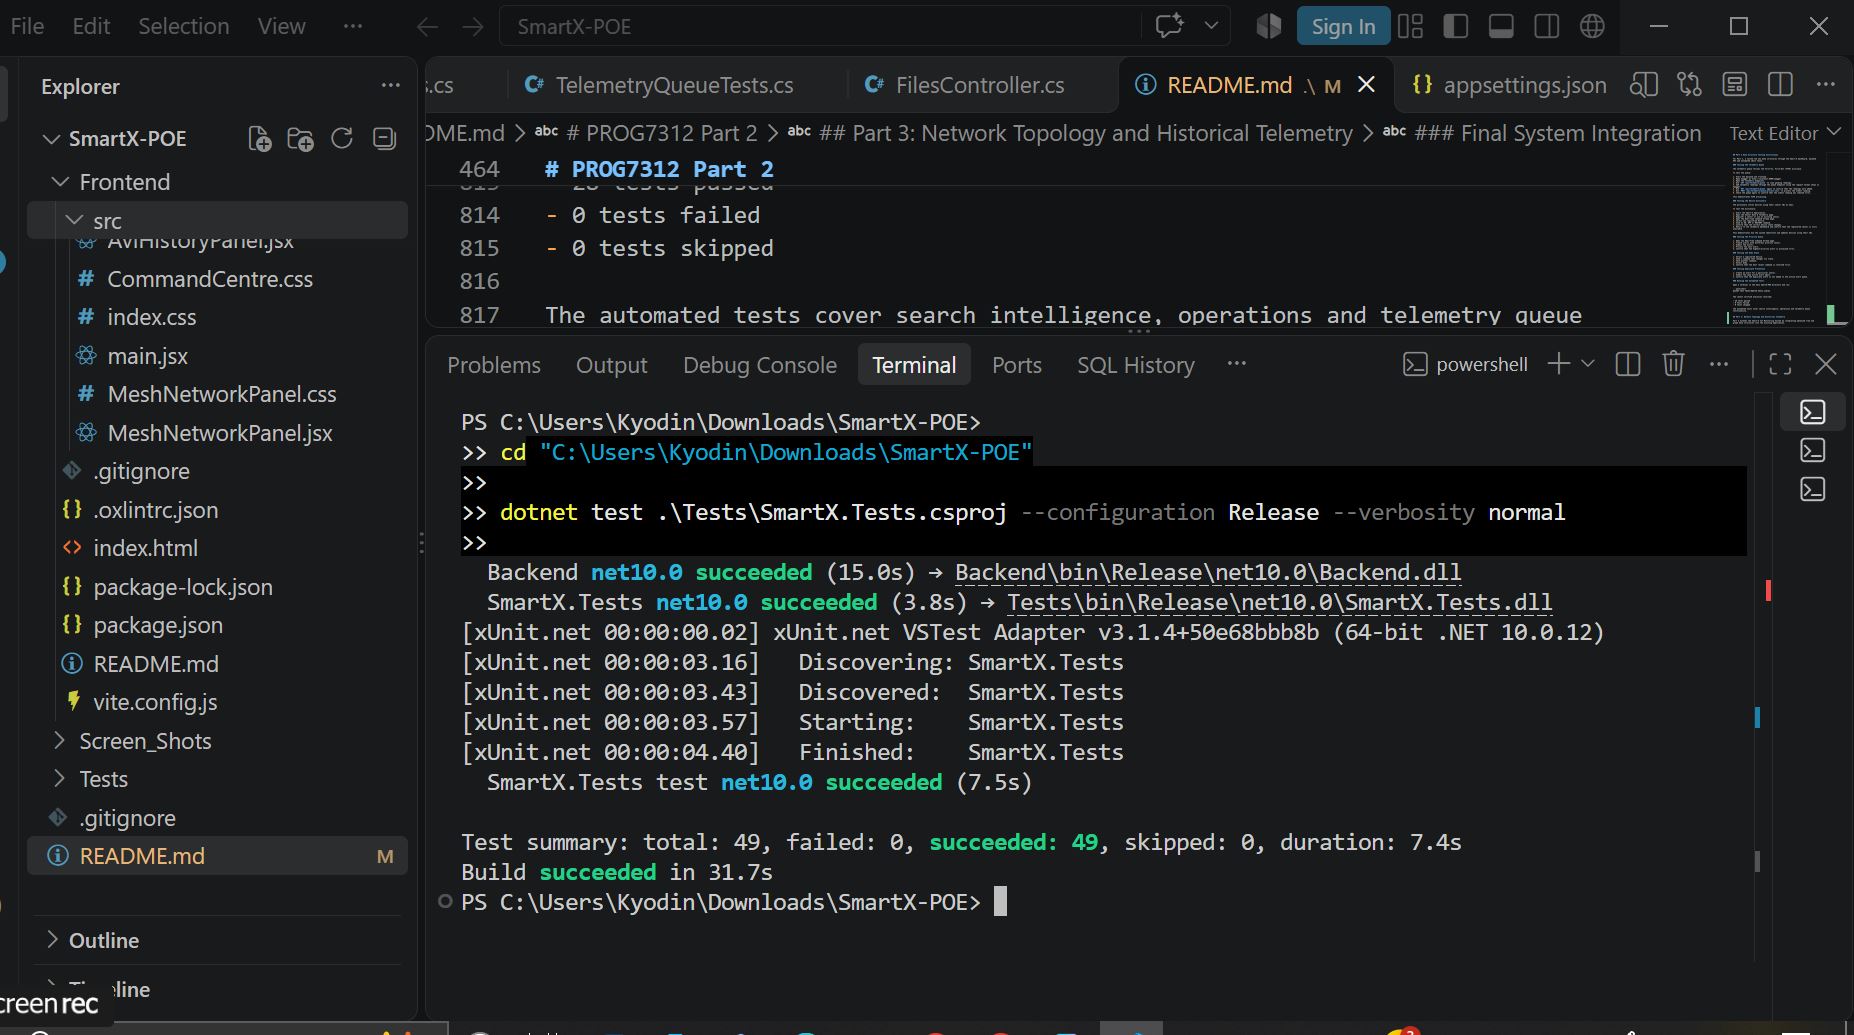 File Edit Selection View ··· SmartX-POE Sign In
Explorer ···
SmartX-POE
Frontend
src
AviHistoryPanel.jsx
CommandCentre.css
index.css
main.jsx
MeshNetworkPanel.css
MeshNetworkPanel.jsx
.gitignore
.oxlintrc.json
index.html
package-lock.json
package.json
README.md
vite.config.js
Screen_Shots
Tests
.gitignore
README.md M
Outline
Timeline
creenrec
s.cs TelemetryQueueTests.cs FilesController.cs README.md .\ M appsettings.json
DME.md > # PROG7312 Part 2 > ## Part 3: Network Topology and Historical Telemetry > ### Final System Integration Text Editor
464 # PROG7312 Part 2
tests passed
814 - 0 tests failed
815 - 0 tests skipped
816
817 The automated tests cover search intelligence, operations and telemetry queue
Problems Output Debug Console Terminal Ports SQL History ··· powershell
PS C:\Users\Kyodin\Downloads\SmartX-POE>
>> cd "C:\Users\Kyodin\Downloads\SmartX-POE"
>>
>> dotnet test .\Tests\SmartX.Tests.csproj --configuration Release --verbosity normal
>>
Backend net10.0 succeeded (15.0s) → Backend\bin\Release\net10.0\Backend.dll
SmartX.Tests net10.0 succeeded (3.8s) → Tests\bin\Release\net10.0\SmartX.Tests.dll
[xUnit.net 00:00:00.02] xUnit.net VSTest Adapter v3.1.4+50e68bbb8b (64-bit .NET 10.0.12)
[xUnit.net 00:00:03.16] Discovering: SmartX.Tests
[xUnit.net 00:00:03.43] Discovered: SmartX.Tests
[xUnit.net 00:00:03.57] Starting: SmartX.Tests
[xUnit.net 00:00:04.40] Finished: SmartX.Tests
SmartX.Tests test net10.0 succeeded (7.5s)
Test summary: total: 49, failed: 0, succeeded: 49, skipped: 0, duration: 7.4s
Build succeeded in 31.7s
PS C:\Users\Kyodin\Downloads\SmartX-POE>